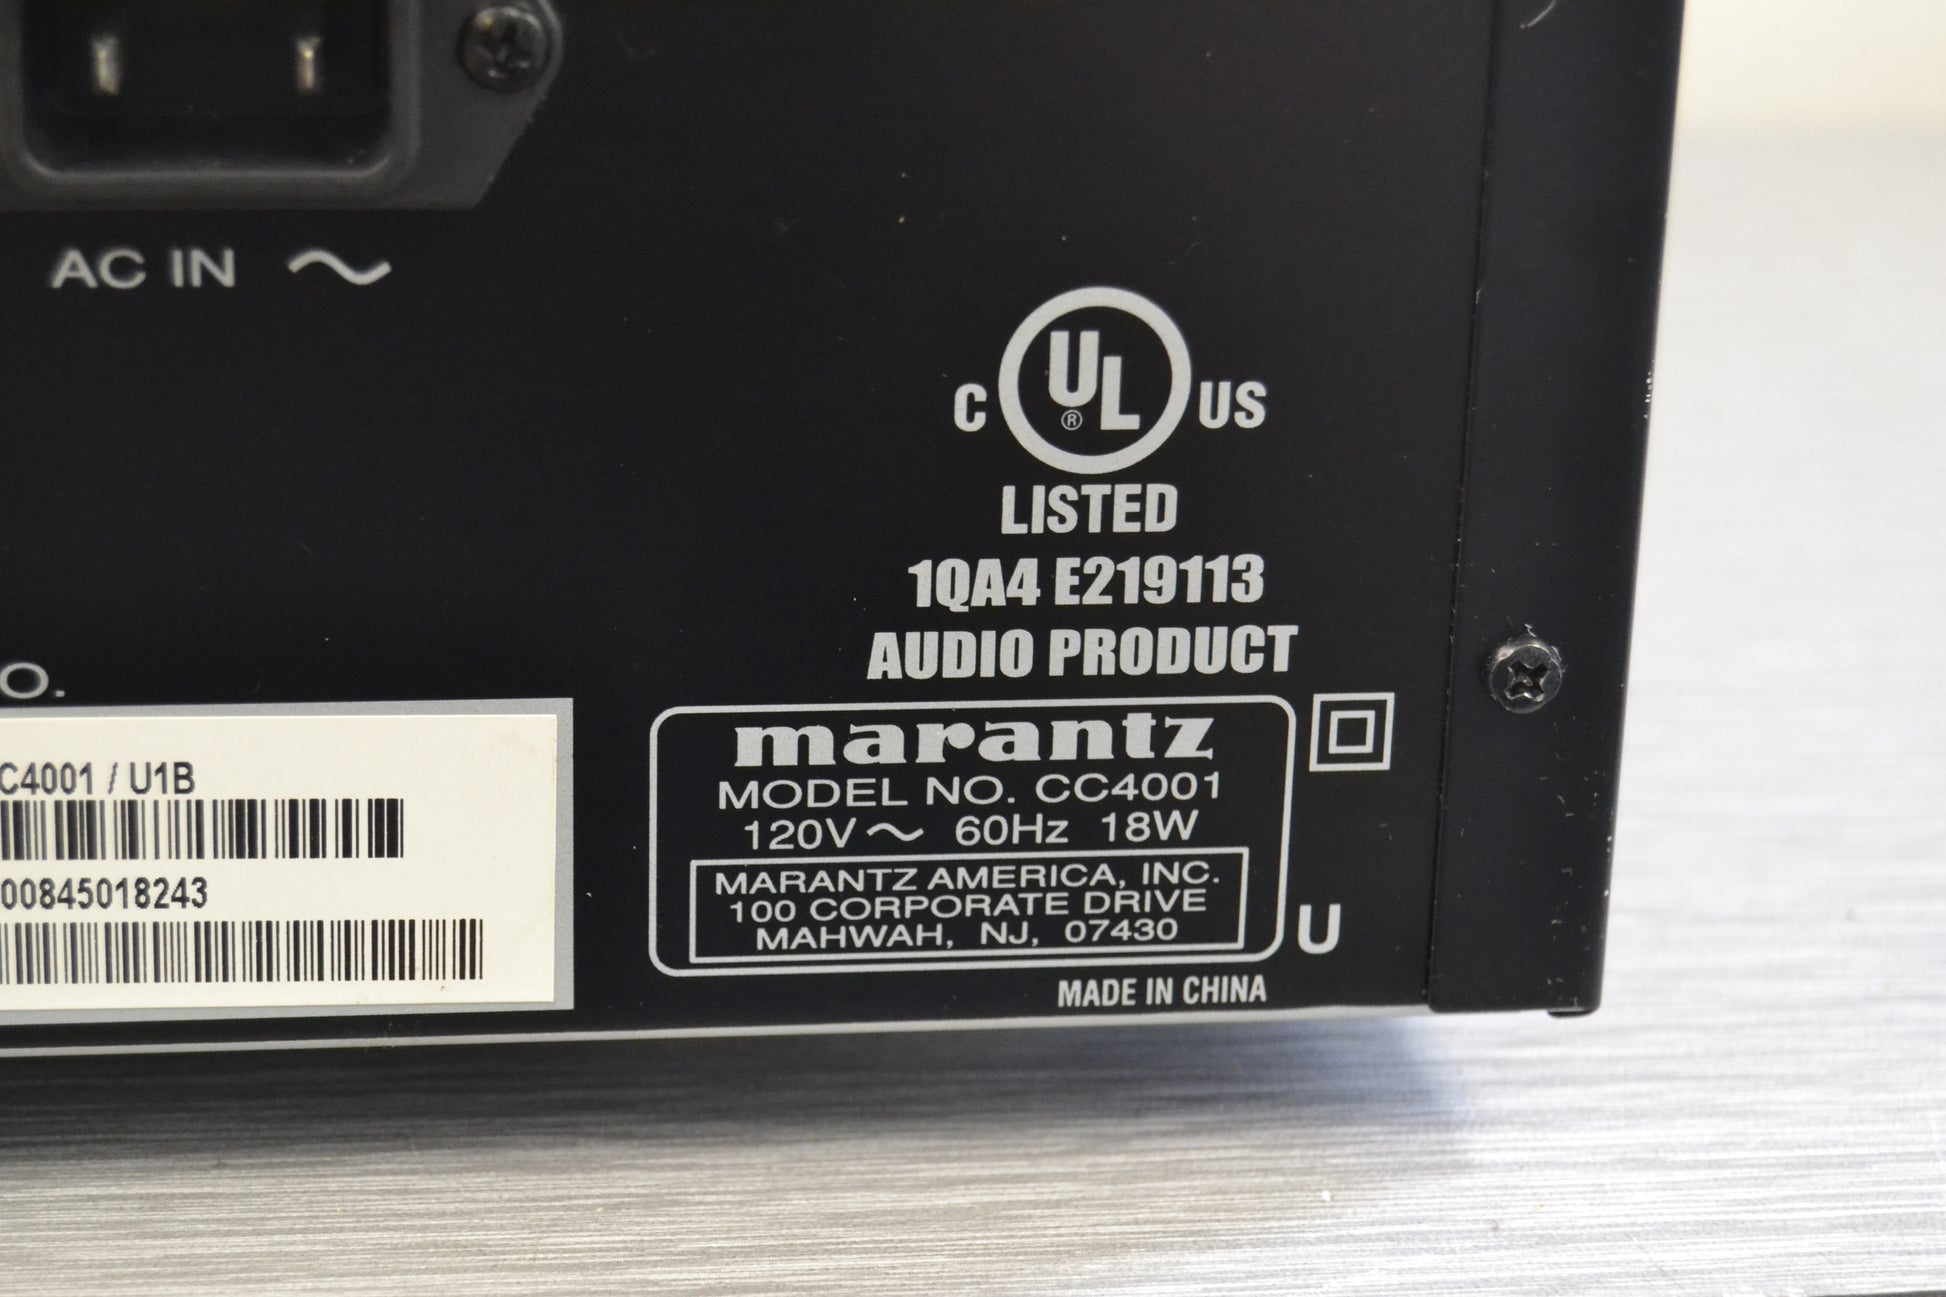 AC IN ~
C UL ® US
LISTED
1QA4 E219113
AUDIO PRODUCT
O.
C4001 / U1B
00845018243
marantz
MODEL NO. CC4001
120V ~ 60Hz 18W
MARANTZ AMERICA, INC.
100 CORPORATE DRIVE
MAHWAH, NJ, 07430
U
MADE IN CHINA